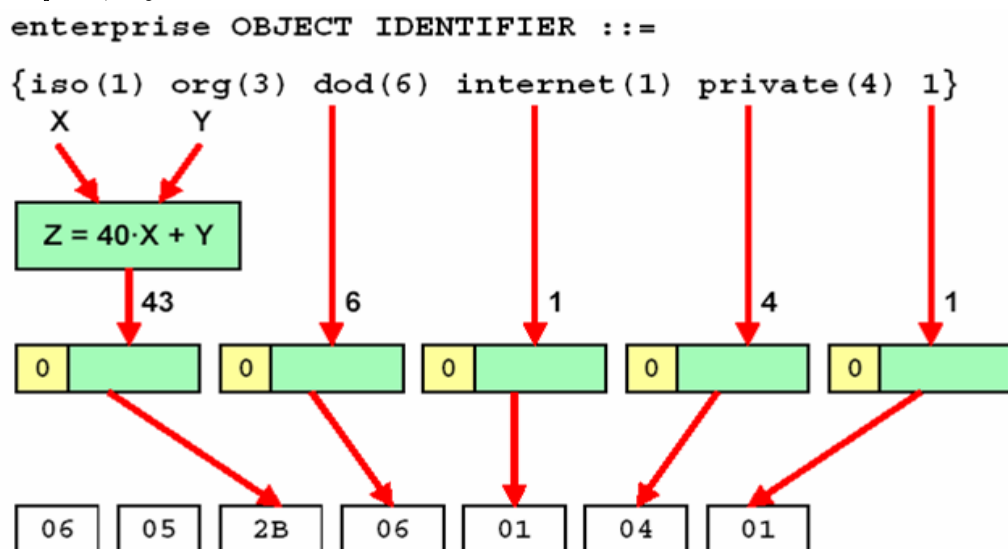 enterprise OBJECT IDENTIFIER ::=
{iso(1) org(3) dod(6) internet(1) private(4) 1}
X Y
Z = 40·X + Y
43 6 1 4 1
0 0 0 0 0
06 05 2B 06 01 04 01